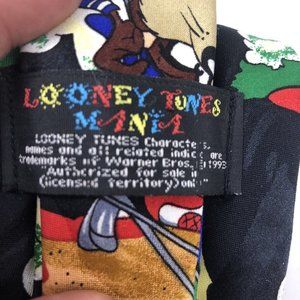 LOONEY TUNES
MANIA
LOONEY TUNES Characters,
names and all related indicia are
trademarks of Warner Bros. ©1993
"Authorized for sale in
(licensed territory)only"